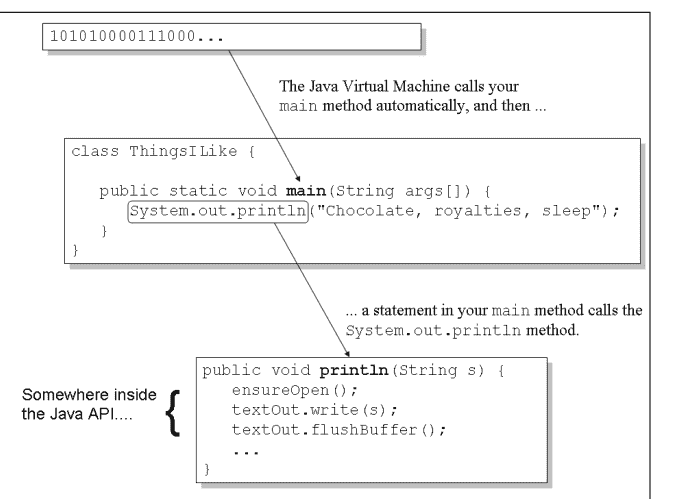 101010000111000...
The Java Virtual Machine calls your
main method automatically, and then ...
class ThingsILike {
public static void main(String args[]) {
System.out.println("Chocolate, royalties, sleep");
}
}
... a statement in your main method calls the
System.out.println method.
Somewhere inside
the Java API....
{
public void println(String s) {
ensureOpen();
textOut.write(s);
textOut.flushBuffer();
...
}